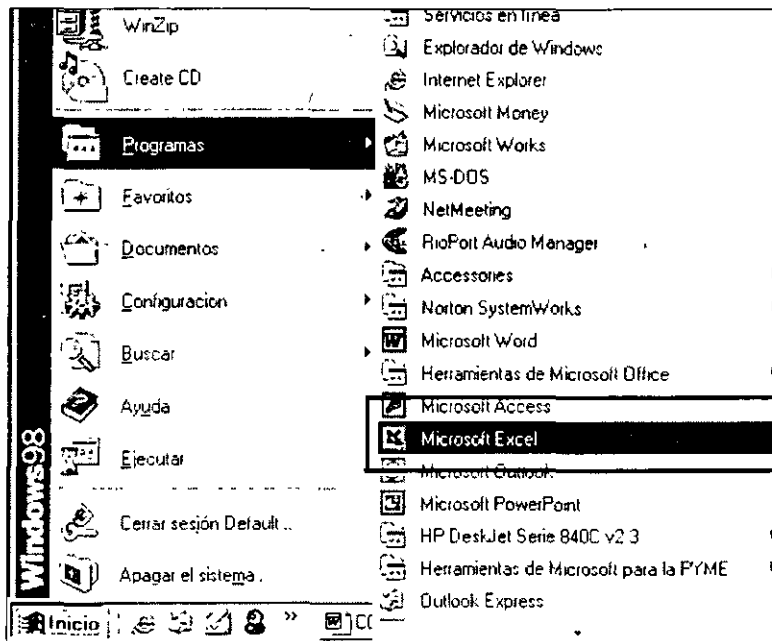 WinZip
Create CD
Programas
Favoritos
Documentos
Configuracion
Buscar
Ayuda
Ejecutar
Cerrar sesión Default...
Apagar el sistema.
Windows98
Inicio
»
Servicios en línea
Explorador de Windows
Internet Explorer
Microsoft Money
Microsoft Works
MS-DOS
NetMeeting
RioPort Audio Manager
Accessories
Norton SystemWorks
Microsoft Word
Herramientas de Microsoft Office
Microsoft Access
Microsoft Excel
Microsoft Outlook
Microsoft PowerPoint
HP DeskJet Serie 840C v2.3
Herramientas de Microsoft para la PYME
Outlook Express